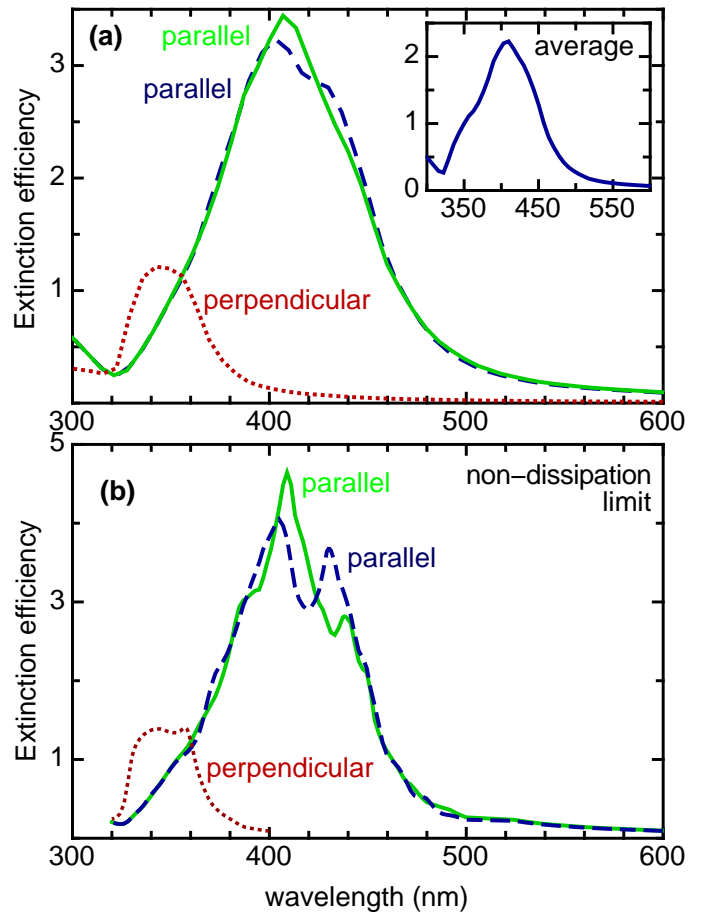 (a)
parallel
parallel
perpendicular
Extinction efficiency
3
2
1
300
400
500
600
average
2
1
0
350
450
550
(b)
parallel
non−dissipation
limit
parallel
perpendicular
Extinction efficiency
5
3
1
300
400
500
600
wavelength (nm)